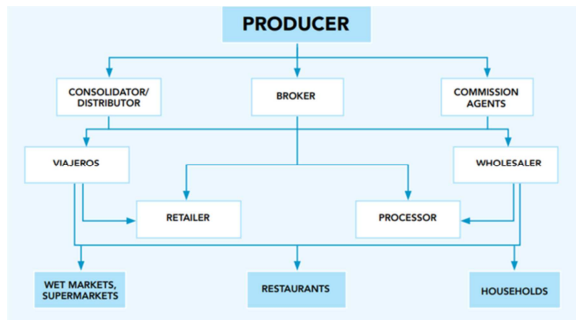 PRODUCER
CONSOLIDATOR/
DISTRIBUTOR
BROKER
COMMISSION
AGENTS
VIAJEROS
WHOLESALER
RETAILER
PROCESSOR
WET MARKETS,
SUPERMARKETS
RESTAURANTS
HOUSEHOLDS